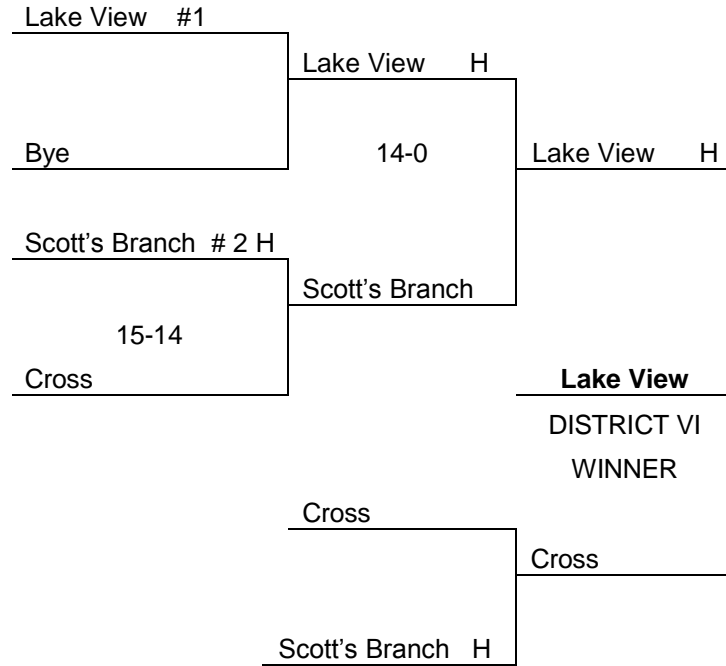 Lake View #1
Lake View H
Bye
14-0
Lake View H
Scott's Branch # 2 H
Scott's Branch
15-14
Cross
Lake View
DISTRICT VI
WINNER
Cross
Cross
Scott's Branch H